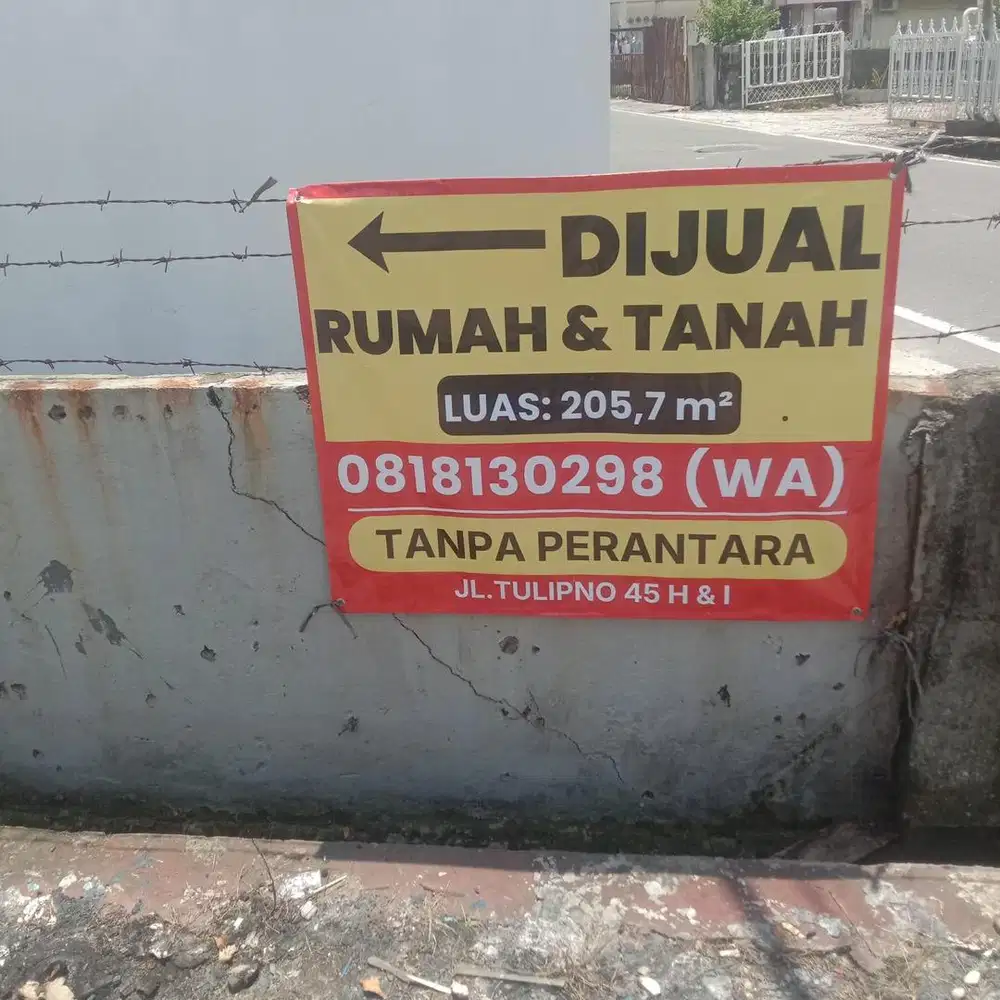 DIJUAL
RUMAH & TANAH
LUAS: 205,7 m²
0818130298 (WA)
TANPA PERANTARA
JL.TULIPNO 45 H & I